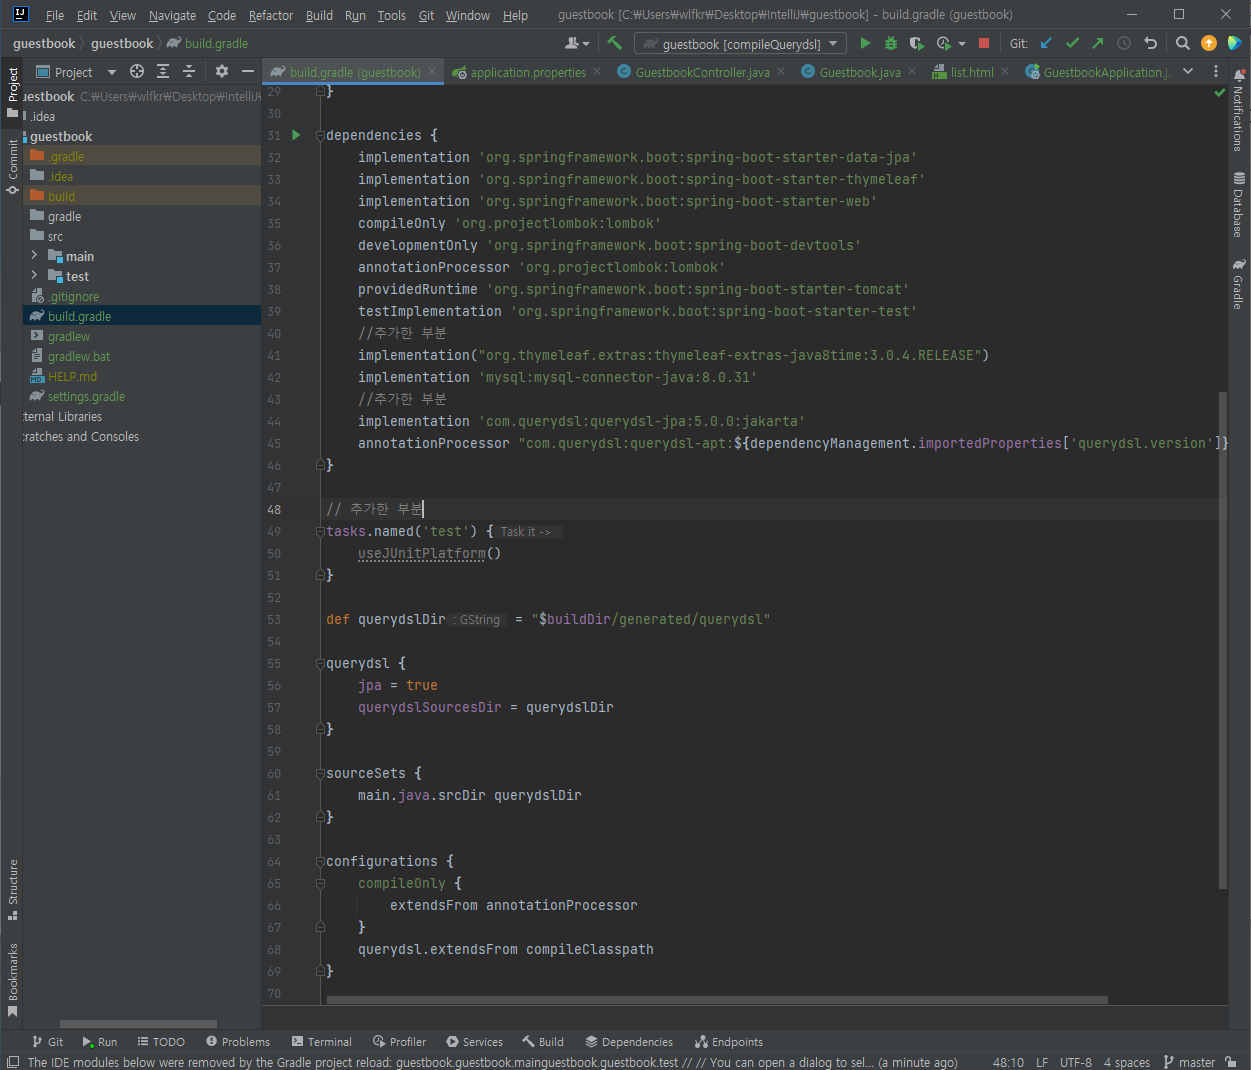 File Edit View Navigate Code Refactor Build Run Tools Git Window Help guestbook [C:₩Users₩wlfkr₩Desktop₩IntelliJ₩guestbook] - build.gradle (guestbook)
guestbook guestbook build.gradle guestbook [compileQuerydsl] Git:
Project build.gradle (guestbook) application.properties GuestbookController.java Guestbook.java list.html GuestbookApplication.j
Project
Commit
Structure
Bookmarks
uestbook C:₩Users₩wlfkr₩Desktop₩IntelliJ₩
.idea
guestbook
.gradle
.idea
build
gradle
src
main
test
.gitignore
build.gradle
gradlew
gradlew.bat
HELP.md
settings.gradle
ternal Libraries
ratches and Consoles
29 }
30
31 dependencies {
32 implementation 'org.springframework.boot:spring-boot-starter-data-jpa'
33 implementation 'org.springframework.boot:spring-boot-starter-thymeleaf'
34 implementation 'org.springframework.boot:spring-boot-starter-web'
35 compileOnly 'org.projectlombok:lombok'
36 developmentOnly 'org.springframework.boot:spring-boot-devtools'
37 annotationProcessor 'org.projectlombok:lombok'
38 providedRuntime 'org.springframework.boot:spring-boot-starter-tomcat'
39 testImplementation 'org.springframework.boot:spring-boot-starter-test'
40 //추가한 부분
41 implementation("org.thymeleaf.extras:thymeleaf-extras-java8time:3.0.4.RELEASE")
42 implementation 'mysql:mysql-connector-java:8.0.31'
43 //추가한 부분
44 implementation 'com.querydsl:querydsl-jpa:5.0.0:jakarta'
45 annotationProcessor "com.querydsl:querydsl-apt:${dependencyManagement.importedProperties['querydsl.version']}
46 }
47
48 // 추가한 부분
49 tasks.named('test') { Task it ->
50 useJUnitPlatform()
51 }
52
53 def querydslDir : GString = "$buildDir/generated/querydsl"
54
55 querydsl {
56 jpa = true
57 querydslSourcesDir = querydslDir
58 }
59
60 sourceSets {
61 main.java.srcDir querydslDir
62 }
63
64 configurations {
65 compileOnly {
66 extendsFrom annotationProcessor
67 }
68 querydsl.extendsFrom compileClasspath
69 }
70
Notifications
Database
Gradle
Git Run TODO Problems Terminal Profiler Services Build Dependencies Endpoints
The IDE modules below were removed by the Gradle project reload: guestbook.guestbook.mainguestbook.guestbook.test // // You can open a dialog to sel... (a minute ago) 48:10 LF UTF-8 4 spaces master